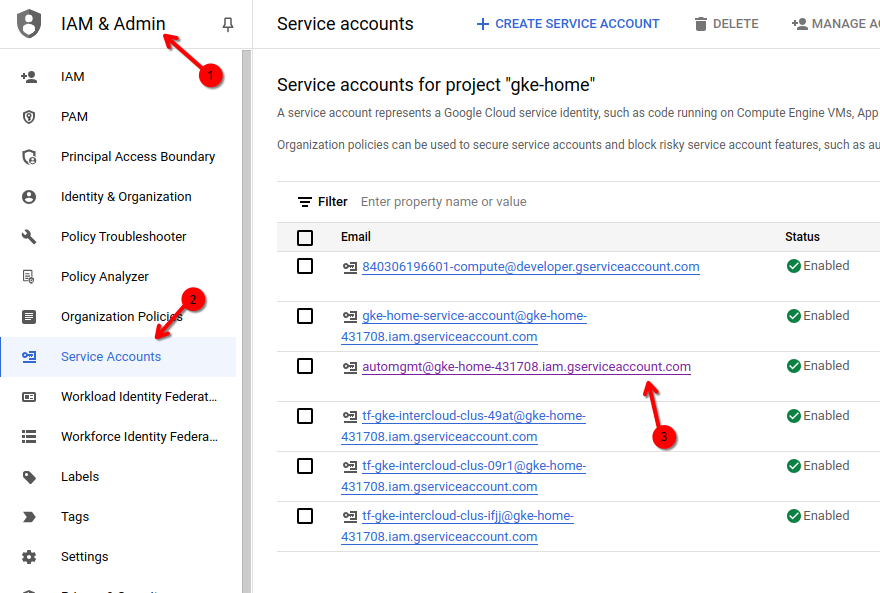 IAM & Admin
1
IAM
PAM
Principal Access Boundary
Identity & Organization
Policy Troubleshooter
Policy Analyzer
Organization Policies
2
Service Accounts
Workload Identity Federat...
Workforce Identity Federa...
Labels
Tags
Settings
Service accounts
CREATE SERVICE ACCOUNT
DELETE
MANAGE AC
Service accounts for project "gke-home"
A service account represents a Google Cloud service identity, such as code running on Compute Engine VMs, App
Organization policies can be used to secure service accounts and block risky service account features, such as au
Filter Enter property name or value
Email Status
840306196601-compute@developer.gserviceaccount.com Enabled
gke-home-service-account@gke-home- Enabled
431708.iam.gserviceaccount.com
automgmt@gke-home-431708.iam.gserviceaccount.com Enabled
tf-gke-intercloud-clus-49at@gke-home- Enabled
431708.iam.gserviceaccount.com
3
tf-gke-intercloud-clus-09r1@gke-home- Enabled
431708.iam.gserviceaccount.com
tf-gke-intercloud-clus-ifjj@gke-home- Enabled
431708.iam.gserviceaccount.com